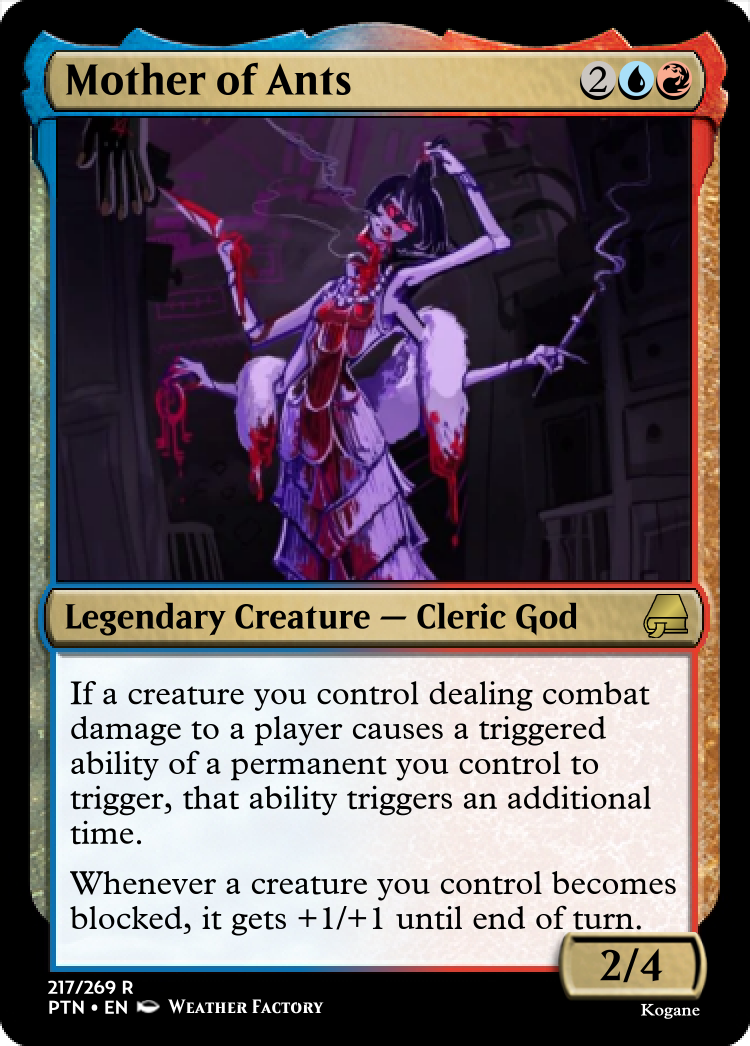 Mother of Ants 2
If a creature you control dealing combat
damage to a player causes a triggered
ability of a permanent you control to
trigger, that ability triggers an additional
time.
Whenever a creature you control becomes
blocked, it gets +1/+1 until end of turn.
Legendary Creature — Cleric God
2/4
217/269 R
PTN • EN WEATHER FACTORY
Kogane